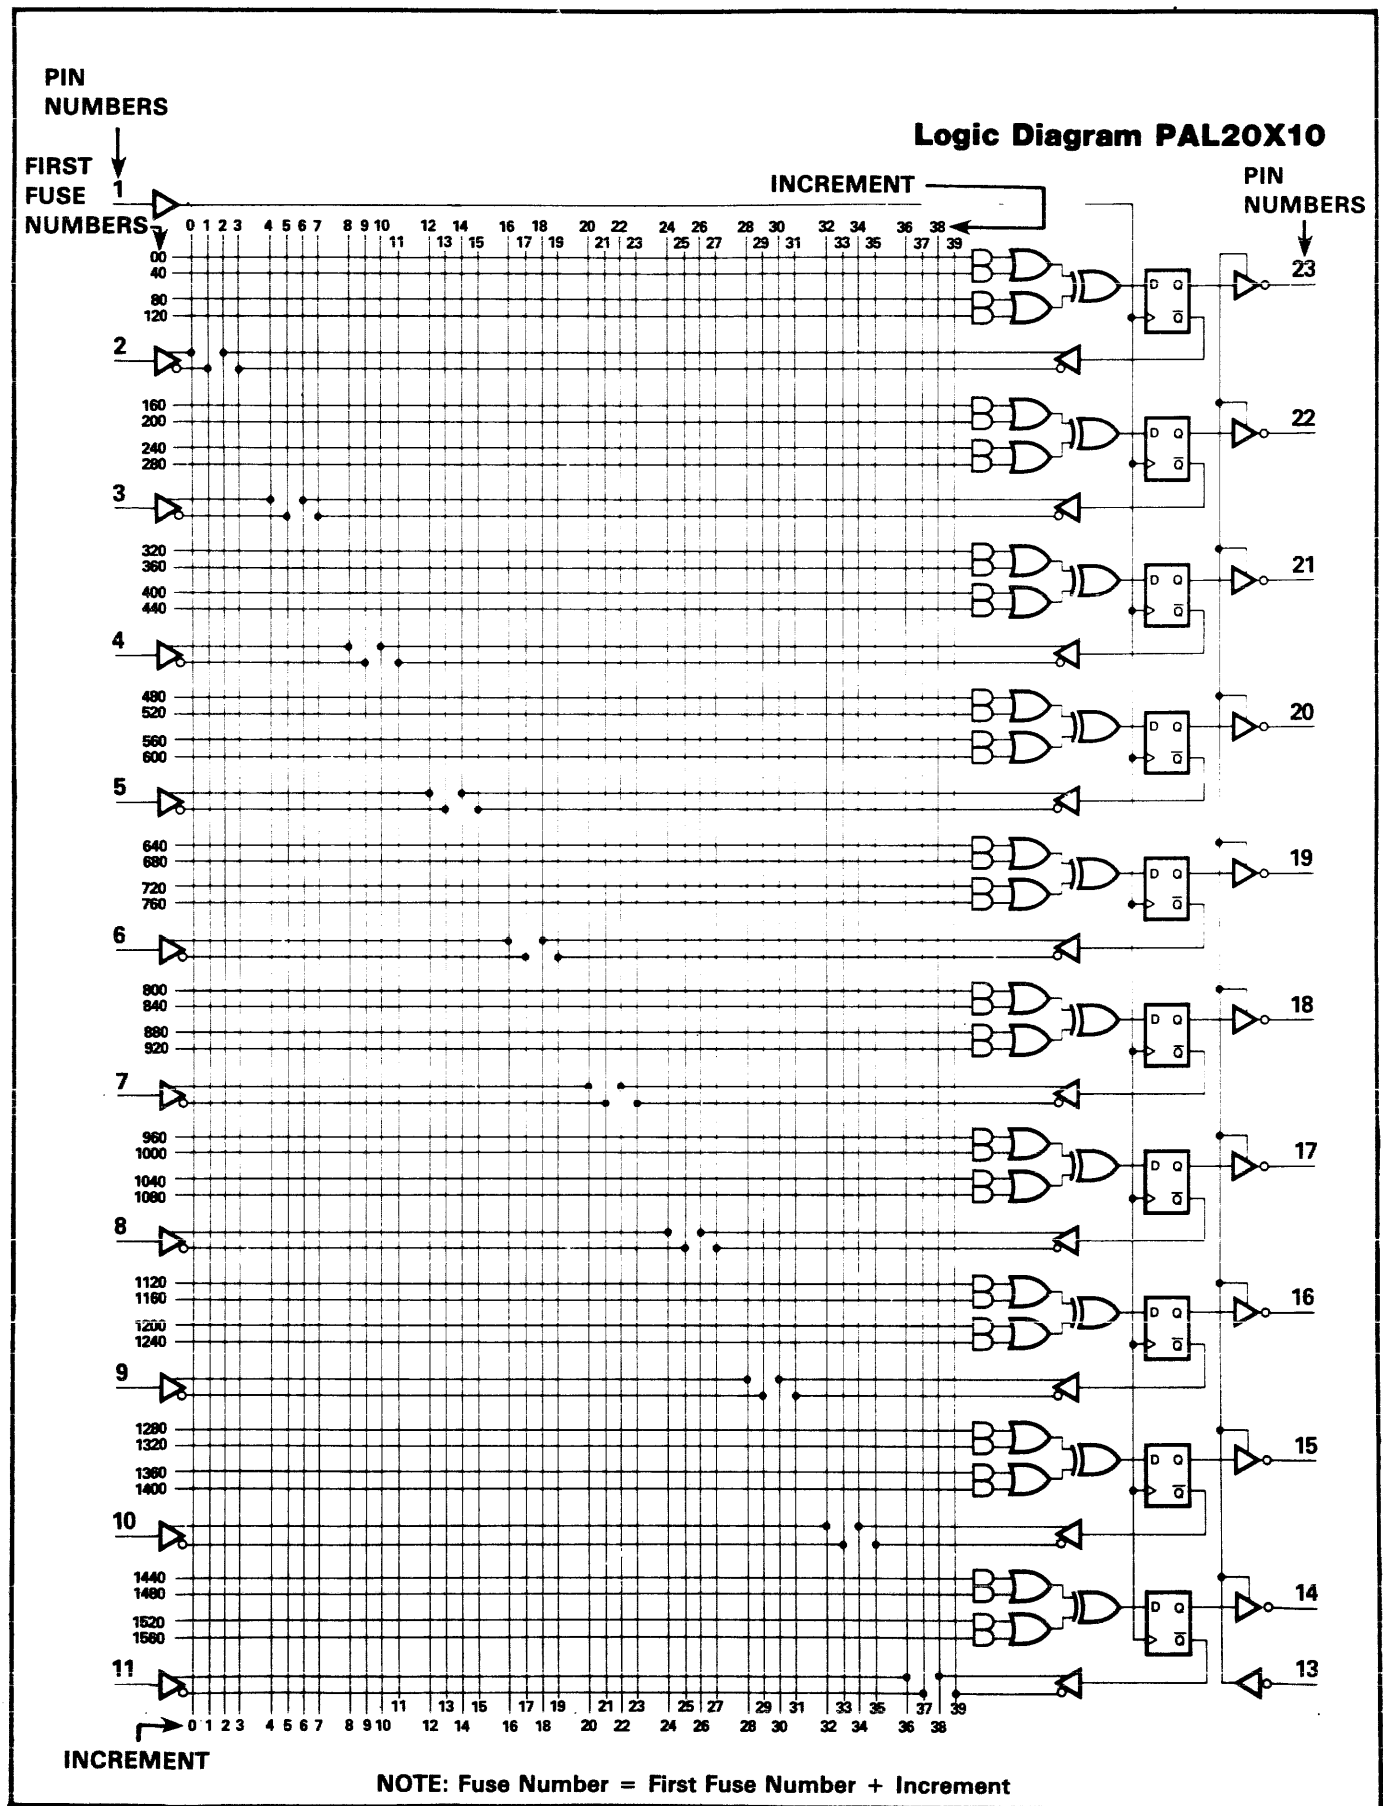 PIN
NUMBERS
Logic Diagram PAL20X10
FIRST
FUSE
NUMBERS
INCREMENT
PIN
NUMBERS
1
0 1 2 3 4 5 6 7 8 9 10 11 12 13 14 15 16 17 18 19 20 21 22 23 24 25 26 27 28 29 30 31 32 33 34 35 36 37 38 39
00
40
80
120
D Q
Q̅
23
2
160
200
240
280
D Q
Q̅
22
3
320
360
400
440
D Q
Q̅
21
4
480
520
560
600
D Q
Q̅
20
5
640
680
720
760
D Q
Q̅
19
6
800
840
880
920
D Q
Q̅
18
7
960
1000
1040
1080
D Q
Q̅
17
8
1120
1160
1200
1240
D Q
Q̅
16
9
1280
1320
1360
1400
D Q
Q̅
15
10
1440
1480
1520
1560
D Q
Q̅
14
11
13
0 1 2 3 4 5 6 7 8 9 10 11 12 13 14 15 16 17 18 19 20 21 22 23 24 25 26 27 28 29 30 31 32 33 34 35 36 37 38 39
INCREMENT
NOTE: Fuse Number = First Fuse Number + Increment